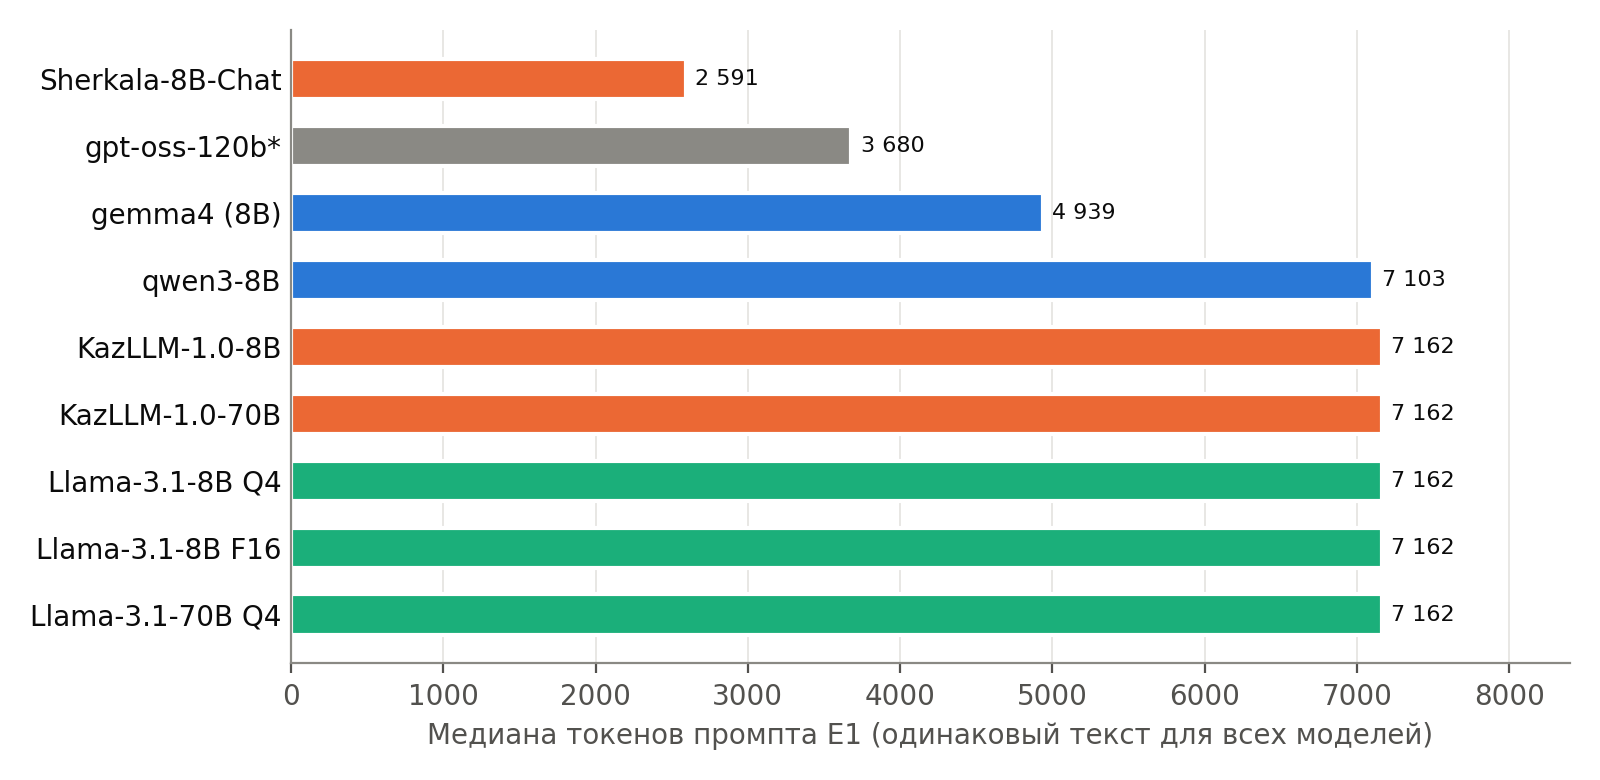 Sherkala-8B-Chat 2 591
gpt-oss-120b* 3 680
gemma4 (8B) 4 939
qwen3-8B 7 103
KazLLM-1.0-8B 7 162
KazLLM-1.0-70B 7 162
Llama-3.1-8B Q4 7 162
Llama-3.1-8B F16 7 162
Llama-3.1-70B Q4 7 162
0 1000 2000 3000 4000 5000 6000 7000 8000
Медиана токенов промпта E1 (одинаковый текст для всех моделей)